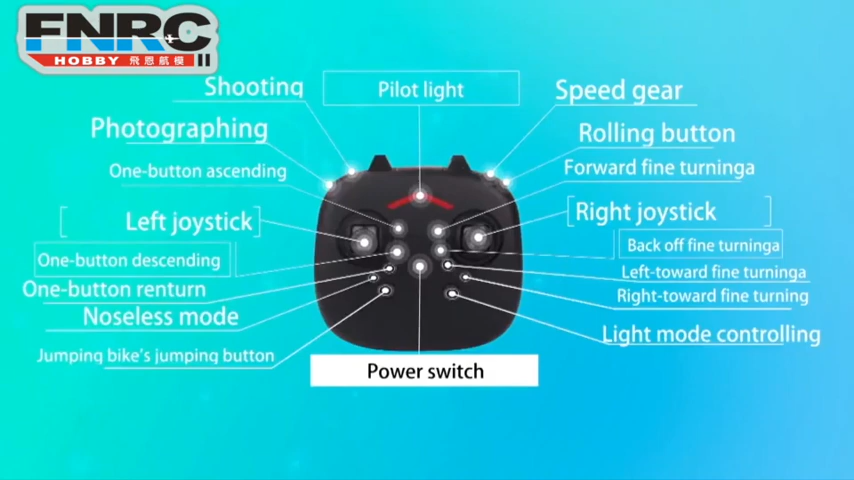 FNRC
HOBBY 飛恩航模 II
Shooting
Pilot light
Speed gear
Photographing
Rolling button
One-button ascending
Forward fine turninga
Left joystick
Right joystick
One-button descending
Back off fine turninga
One-button renturn
Left-toward fine turninga
Noseless mode
Right-toward fine turning
Jumping bike's jumping button
Light mode controlling
Power switch